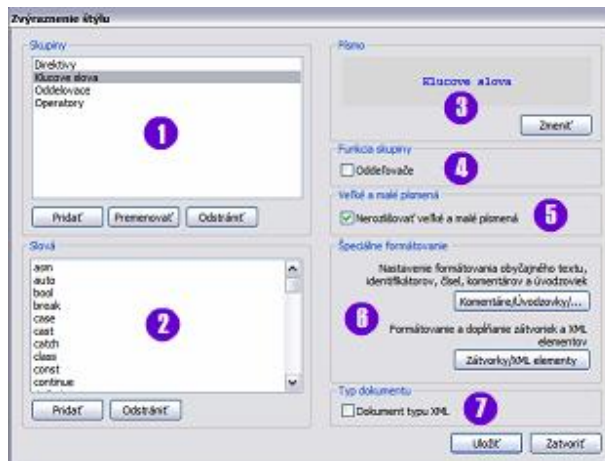 Zvýraznenie štýlu
Skupiny
Direktivy
Klucove slova
Oddelovace
Operatory
1
Pridať
Premenovať
Odstrániť
Slová
asm
auto
bool
break
case
cast
catch
class
const
continue
2
Pridať
Odstrániť
Písmo
Klucove slova
3
Zmeniť
Funkcia skupiny
Oddeľovače
4
Veľké a malé písmená
Nerozlišovať veľké a malé písmená
5
Špeciálne formátovanie
Nastavenie formátovania obyčajného textu,
identifikátorov, čísel, komentárov a úvodzoviek
Komentáre/Úvodzovky/...
6
Formátovanie a dopĺňanie zátvoriek a XML
elementov
Zátvorky/XML elementy
Typ dokumentu
Dokument typu XML
7
Uložiť
Zatvoriť